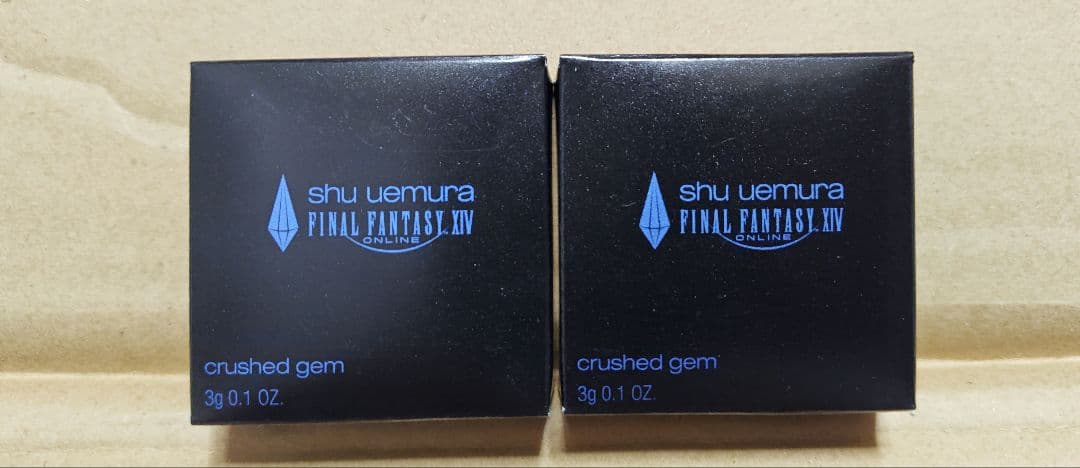 shu uemura
FINAL FANTASY XIV
ONLINE
crushed gem
3g 0.1 OZ.
shu uemura
FINAL FANTASY XIV
ONLINE
crushed gem
3g 0.1 OZ.